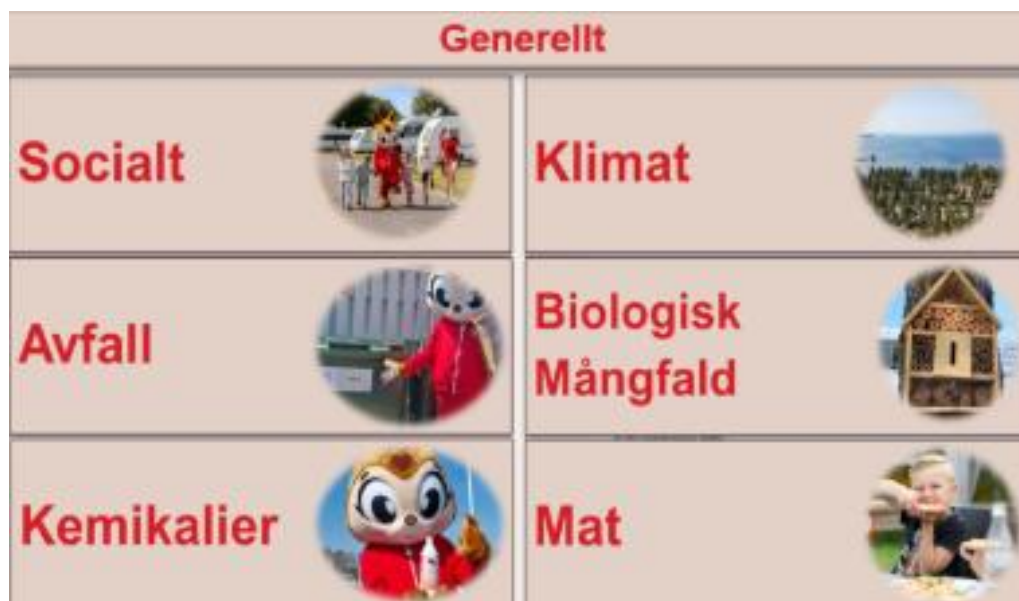 Generellt
Socialt
Klimat
Avfall
Biologisk
Mångfald
Kemikalier
Mat